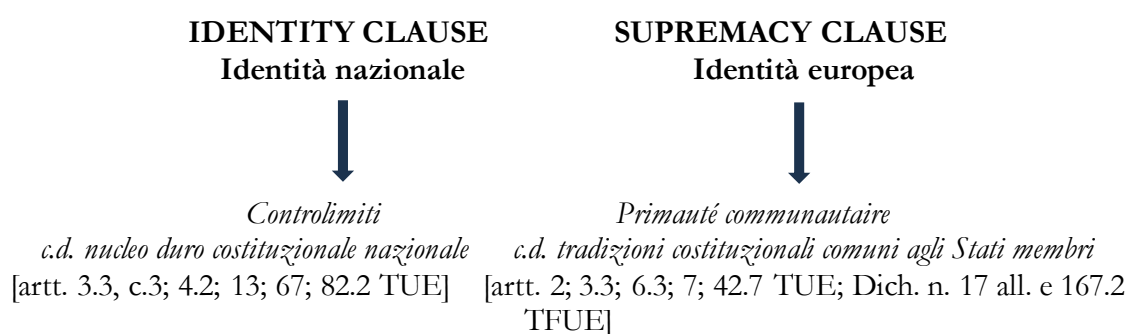 IDENTITY CLAUSE
Identità nazionale
SUPREMACY CLAUSE
Identità europea
Controlimiti
c.d. nucleo duro costituzionale nazionale
[artt. 3.3, c.3; 4.2; 13; 67; 82.2 TUE]
Primauté communautaire
c.d. tradizioni costituzionali comuni agli Stati membri
[artt. 2; 3.3; 6.3; 7; 42.7 TUE; Dich. n. 17 all. e 167.2
TFUE]